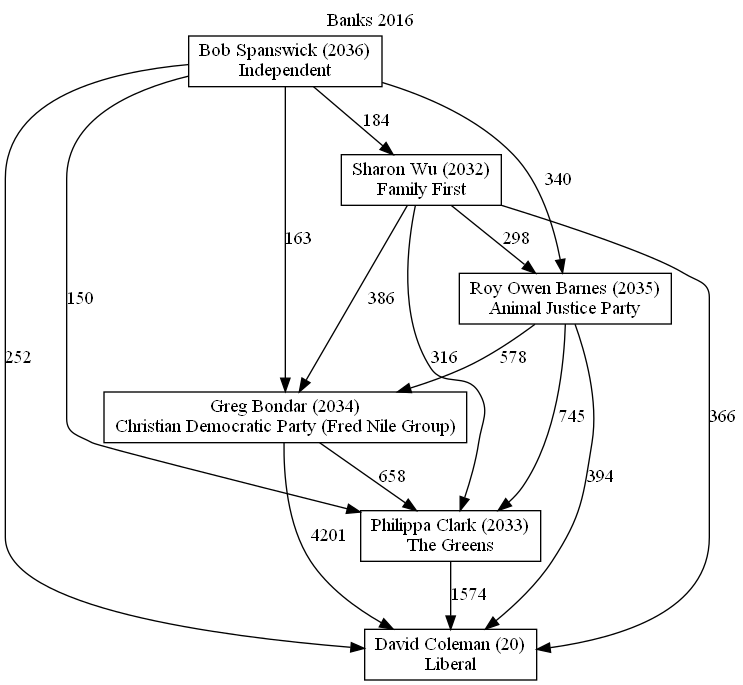 Banks 2016
Bob Spanswick (2036)
Independent
184
Sharon Wu (2032)
Family First
340
163
298
Roy Owen Barnes (2035)
Animal Justice Party
150
386
252
316
578
366
Greg Bondar (2034)
Christian Democratic Party (Fred Nile Group)
745
658
394
4201
Philippa Clark (2033)
The Greens
1574
David Coleman (20)
Liberal